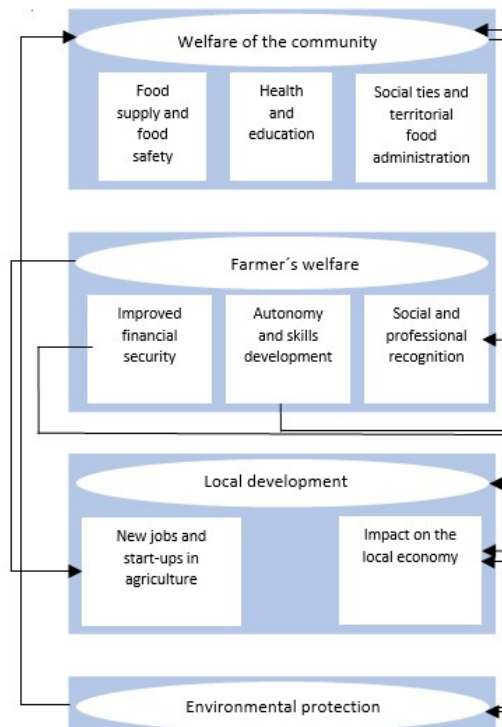 Welfare of the community
Food
supply and
food
safety
Health
and
education
Social ties and
territorial
food
administration
Farmer´s welfare
Improved
financial
security
Autonomy
and skills
development
Social and
professional
recognition
Local development
New jobs and
start-ups in
agriculture
Impact on the
local economy
Environmental protection